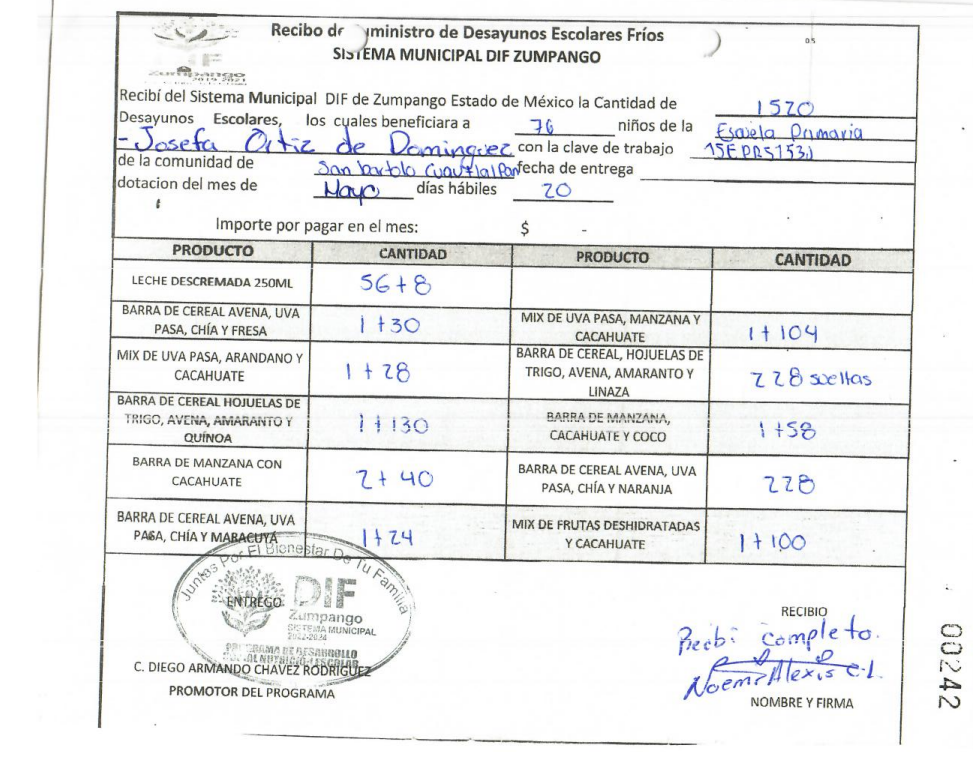 Recibo de ministro de Desayunos Escolares Fríos
SISTEMA MUNICIPAL DIF ZUMPANGO
DIF
Zumpango
2019-2021
Recibí del Sistema Municipal DIF de Zumpango Estado de México la Cantidad de 1520
Desayunos Escolares, los cuales beneficiara a 76 niños de la Escuela Primaria
- Josefa Ortiz de Dominguez con la clave de trabajo
de la comunidad de San bartolo Cuautlalpan fecha de entrega
dotacion del mes de Mayo días hábiles 20
Importe por pagar en el mes: $ -
PRODUCTO CANTIDAD PRODUCTO CANTIDAD
LECHE DESCREMADA 250ML 56+8
BARRA DE CEREAL AVENA, UVA
PASA, CHÍA Y FRESA 1+30
MIX DE UVA PASA, MANZANA Y
CACAHUATE 1+104
MIX DE UVA PASA, ARANDANO Y
CACAHUATE 1+28
BARRA DE CEREAL, HOJUELAS DE
TRIGO, AVENA, AMARANTO Y
LINAZA 228 sueltas
BARRA DE CEREAL HOJUELAS DE
TRIGO, AVENA, AMARANTO Y
QUÍNOA 1+130
BARRA DE MANZANA,
CACAHUATE Y COCO 1+58
BARRA DE MANZANA CON
CACAHUATE 2+40
BARRA DE CEREAL AVENA, UVA
PASA, CHÍA Y NARANJA 228
BARRA DE CEREAL AVENA, UVA
PASA, CHÍA Y MARACUYÁ 1+24
MIX DE FRUTAS DESHIDRATADAS
Y CACAHUATE 1+100
Juntos Por El Bienestar De Tu Familia
ENTREGO
DIF
Zumpango
SISTEMA MUNICIPAL
2022-2024
PROGRAMA DE DESARROLLO
C. DIEGO ARMANDO CHAVEZ RODRIGUEZ
PROMOTOR DEL PROGRAMA
RECIBIO
Recibi completo.
Noemi Alexis
NOMBRE Y FIRMA
00242